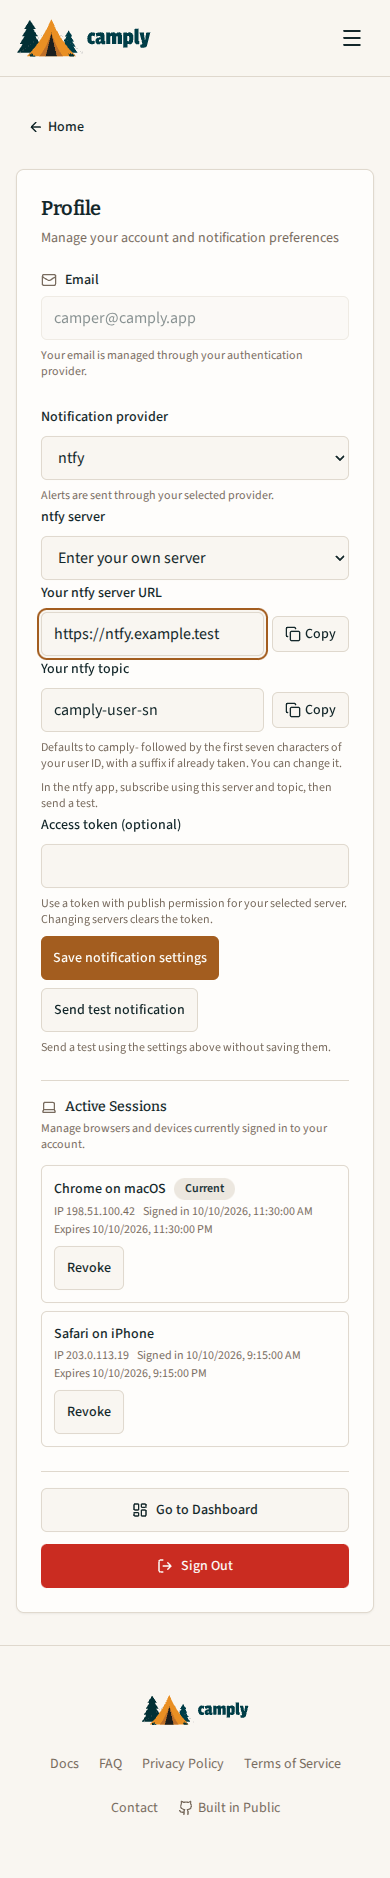 camply
Home
Profile
Manage your account and notification preferences
Email
camper@camply.app
Your email is managed through your authentication
provider.
Notification provider
ntfy
Alerts are sent through your selected provider.
ntfy server
Enter your own server
Your ntfy server URL
https://ntfy.example.test
Copy
Your ntfy topic
camply-user-sn
Copy
Defaults to camply- followed by the first seven characters of
your user ID, with a suffix if already taken. You can change it.
In the ntfy app, subscribe using this server and topic, then
send a test.
Access token (optional)
Use a token with publish permission for your selected server.
Changing servers clears the token.
Save notification settings
Send test notification
Send a test using the settings above without saving them.
Active Sessions
Manage browsers and devices currently signed in to your
account.
Chrome on macOS Current
IP 198.51.100.42 Signed in 10/10/2026, 11:30:00 AM
Expires 10/10/2026, 11:30:00 PM
Revoke
Safari on iPhone
IP 203.0.113.19 Signed in 10/10/2026, 9:15:00 AM
Expires 10/10/2026, 9:15:00 PM
Revoke
Go to Dashboard
Sign Out
camply
Docs FAQ Privacy Policy Terms of Service
Contact Built in Public